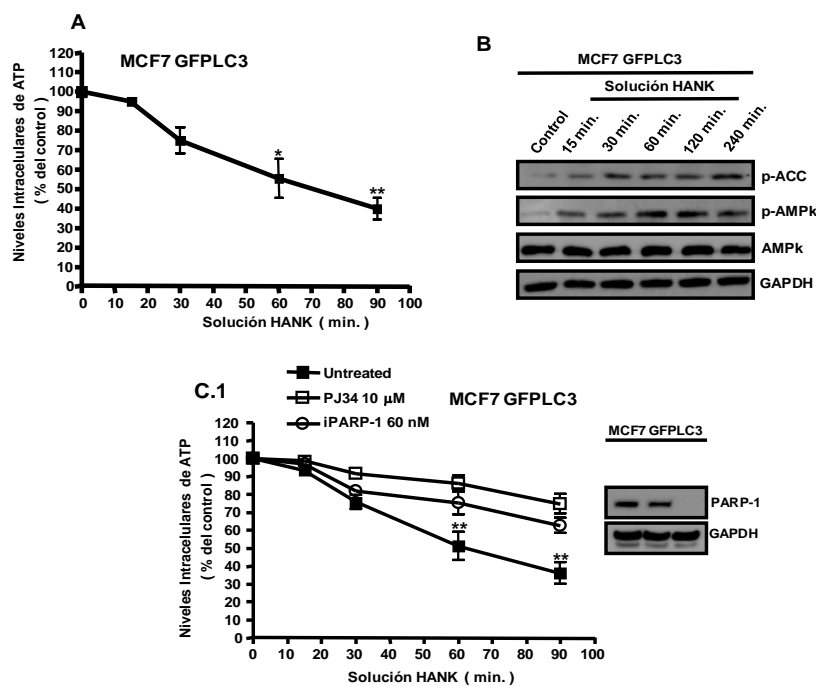 A
MCF7 GFPLC3
Niveles Intracelulares de ATP
( % del control )
120
110
100
90
80
70
60
50
40
30
20
10
0
*
**
0 10 20 30 40 50 60 70 80 90 100
Solución HANK ( min. )
B
MCF7 GFPLC3
Solución HANK
Control
15 min.
30 min.
60 min.
120 min.
240 min.
p-ACC
p-AMPk
AMPk
GAPDH
C.1
Untreated
PJ34 10 µM
iPARP-1 60 nM
MCF7 GFPLC3
Niveles Intracelulares de ATP
( % del control )
120
110
100
90
80
70
60
50
40
30
20
10
0
**
**
0 10 20 30 40 50 60 70 80 90 100
Solución HANK ( min. )
MCF7 GFPLC3
PARP-1
GAPDH